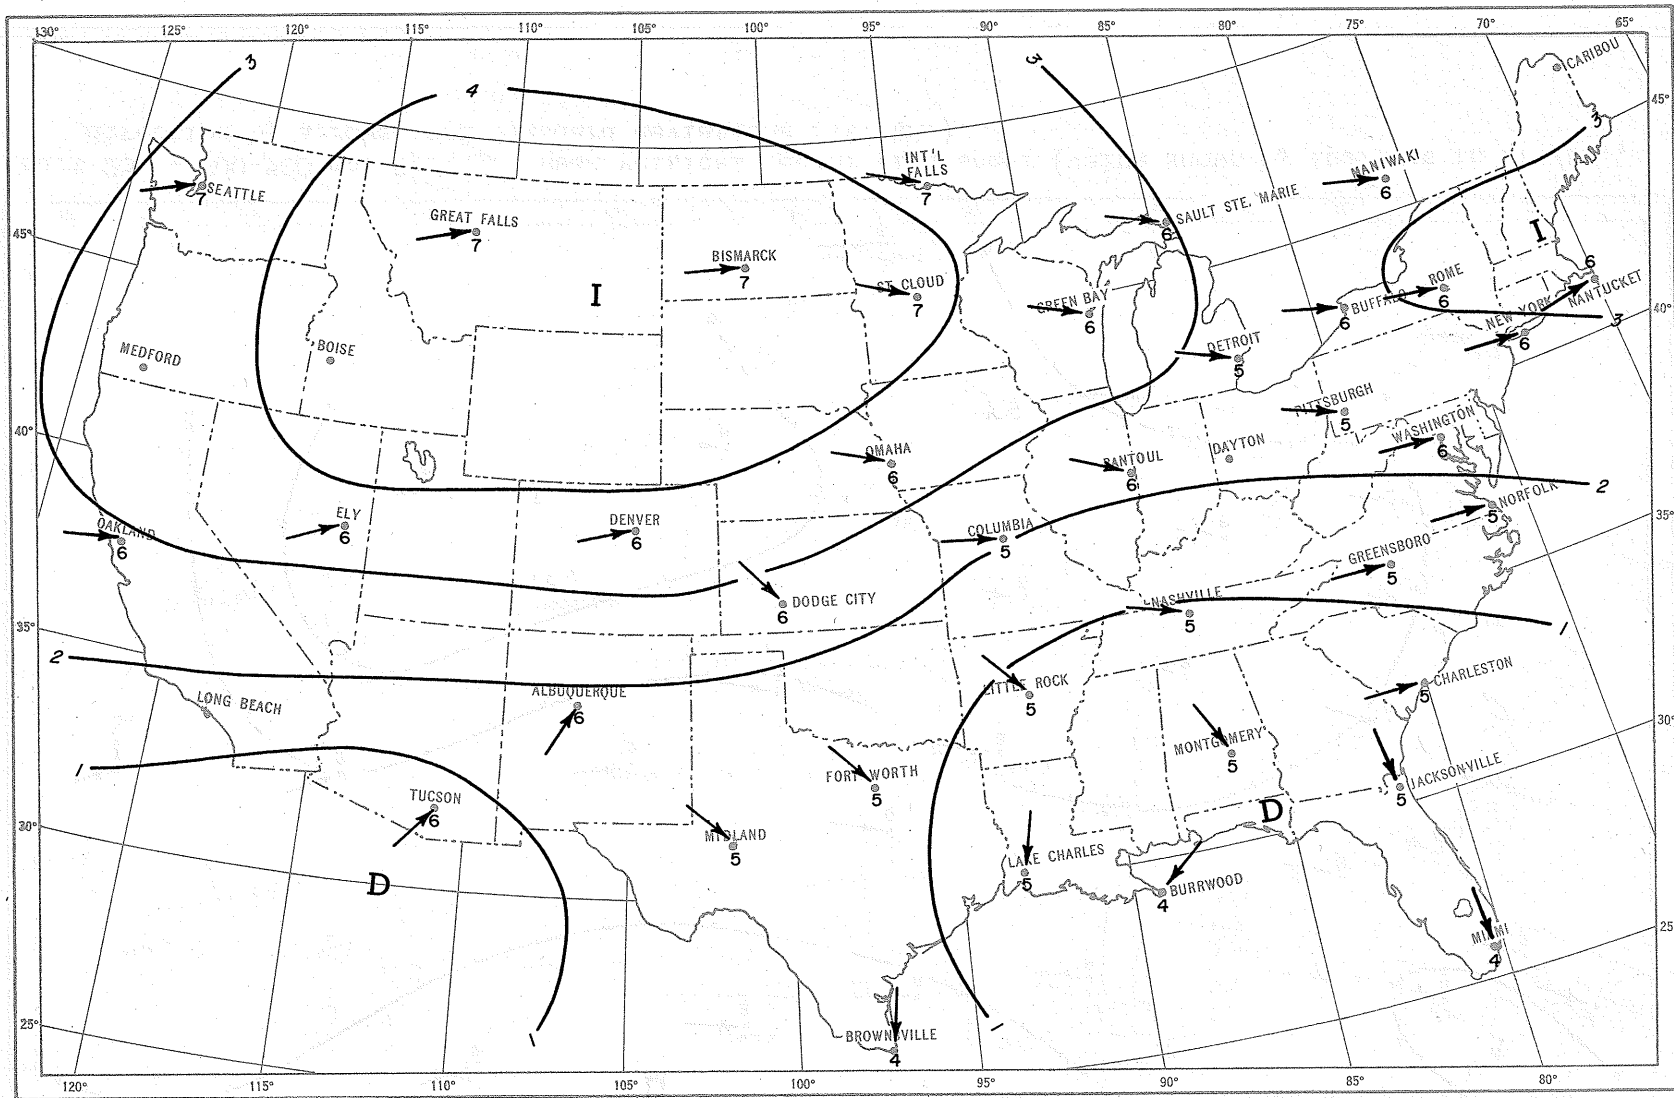 130° 125° 120° 115° 110° 105° 100° 95° 90° 85° 80° 75° 70° 65°
CARIBOU
3 4 3
45°
3
INT'L
FALLS
7
MANIWAKI
6
SEATTLE
7
SAULT STE. MARIE
6
GREAT FALLS
7
45°
I
BISMARCK
7
ST CLOUD
7
I
ROME
6
6
NANTUCKET
GREEN BAY
6
BUFFALO
6
NEW YORK
6
3
40°
MEDFORD
BOISE
DETROIT
5
PITTSBURGH
5
40°
WASHINGTON
6
OMAHA
6
RANTOUL
6
DAYTON
2
NORFOLK
5
35°
OAKLAND
6
ELY
6
DENVER
6
COLUMBIA
5
GREENSBORO
5
DODGE CITY
6
NASHVILLE
5
1
35°
2
LONG BEACH
ALBUQUERQUE
6
LITTLE ROCK
5
CHARLESTON
5
30°
1
MONTGOMERY
5
TUCSON
6
FORT WORTH
5
JACKSONVILLE
5
D
30°
MIDLAND
5
LAKE CHARLES
5
D
BURRWOOD
4
25°
MIAMI
4
25°
1
1
BROWNSVILLE
4
120° 115° 110° 105° 100° 95° 90° 85° 80°